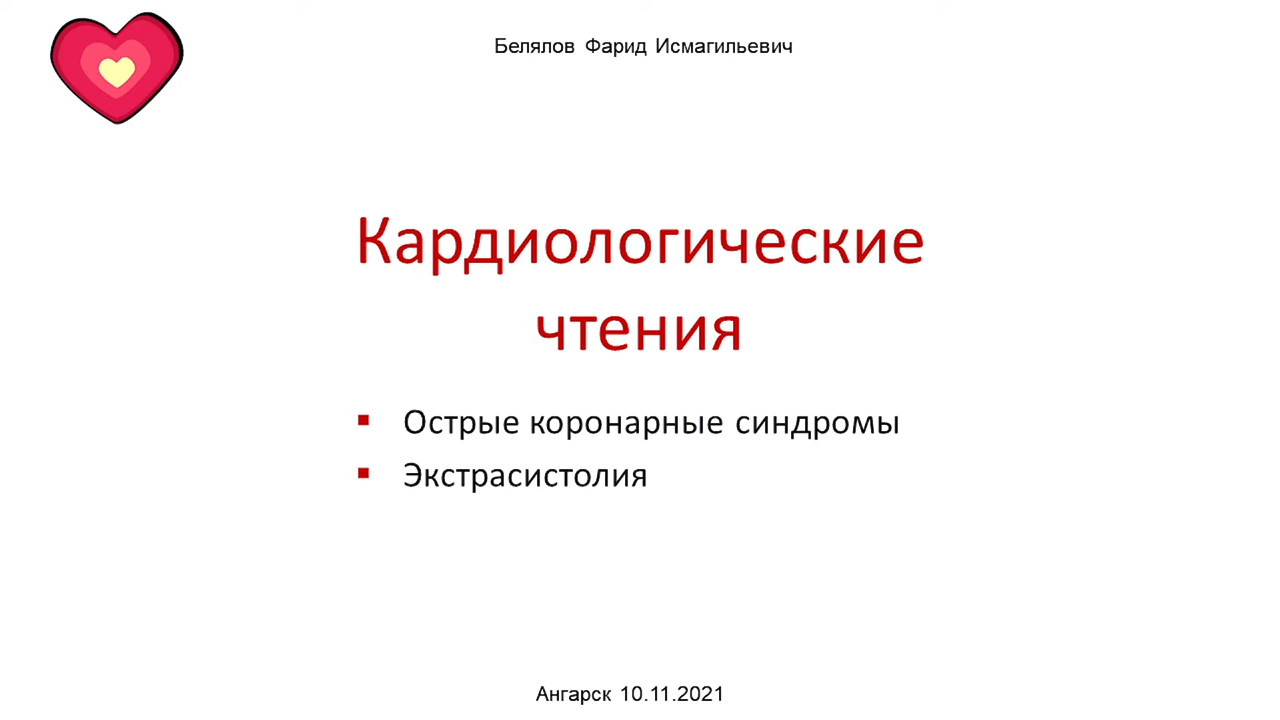 Белялов Фарид Исмагильевич
Кардиологические
чтения
▪ Острые коронарные синдромы
▪ Экстрасистолия
Ангарск 10.11.2021